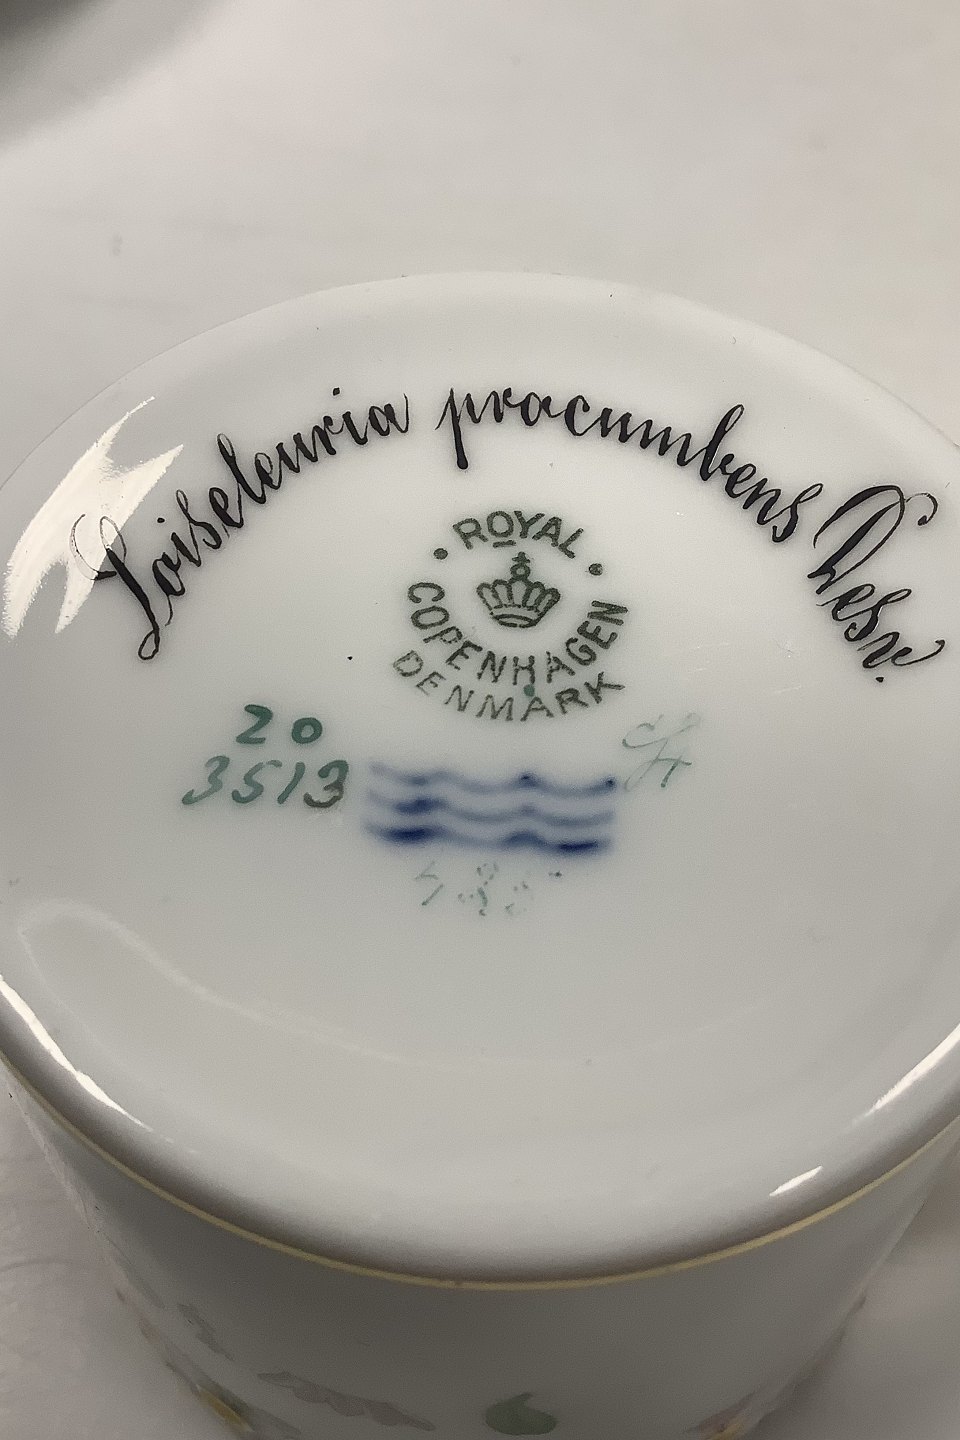 Loiseleuria procumbens Desv.
ROYAL
COPENHAGEN
DENMARK
20
3513